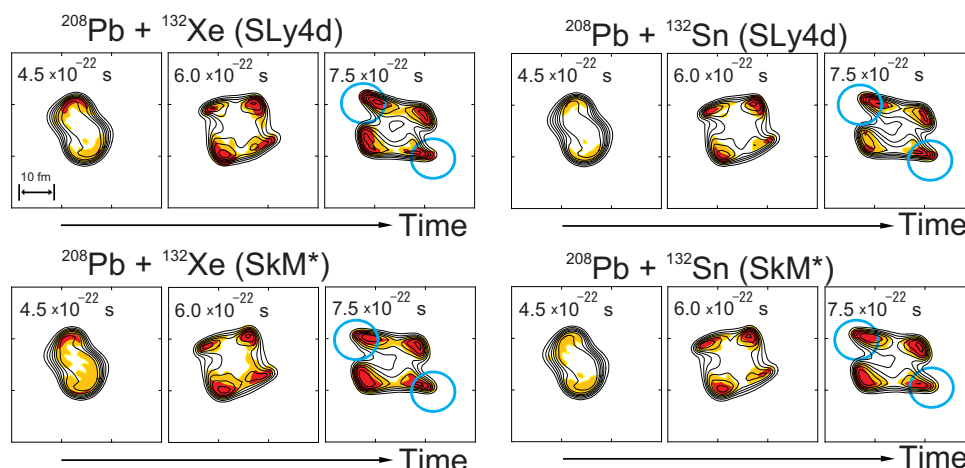 ²⁰⁸Pb + ¹³²Xe (SLy4d)
4.5×10⁻²² s
6.0 ×10⁻²² s
7.5 ×10⁻²² s
10 fm
Time
²⁰⁸Pb + ¹³²Sn (SLy4d)
4.5×10⁻²² s
6.0 ×10⁻²² s
7.5 ×10⁻²² s
Time
²⁰⁸Pb + ¹³²Xe (SkM*)
4.5×10⁻²² s
6.0 ×10⁻²² s
7.5 ×10⁻²² s
Time
²⁰⁸Pb + ¹³²Sn (SkM*)
4.5×10⁻²² s
6.0 ×10⁻²² s
7.5 ×10⁻²² s
Time